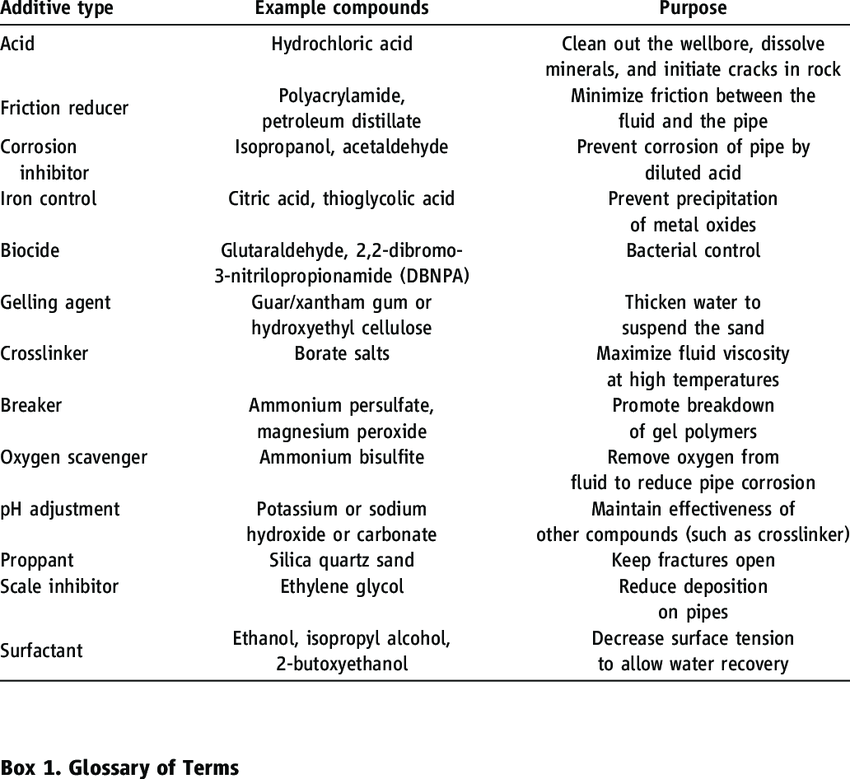 Additive type Example compounds Purpose
Acid Hydrochloric acid Clean out the wellbore, dissolve
minerals, and initiate cracks in rock
Friction reducer Polyacrylamide, Minimize friction between the
petroleum distillate fluid and the pipe
Corrosion Isopropanol, acetaldehyde Prevent corrosion of pipe by
inhibitor diluted acid
Iron control Citric acid, thioglycolic acid Prevent precipitation
of metal oxides
Biocide Glutaraldehyde, 2,2-dibromo- Bacterial control
3-nitrilopropionamide (DBNPA)
Gelling agent Guar/xantham gum or Thicken water to
hydroxyethyl cellulose suspend the sand
Crosslinker Borate salts Maximize fluid viscosity
at high temperatures
Breaker Ammonium persulfate, Promote breakdown
magnesium peroxide of gel polymers
Oxygen scavenger Ammonium bisulfite Remove oxygen from
fluid to reduce pipe corrosion
pH adjustment Potassium or sodium Maintain effectiveness of
hydroxide or carbonate other compounds (such as crosslinker)
Proppant Silica quartz sand Keep fractures open
Scale inhibitor Ethylene glycol Reduce deposition
on pipes
Surfactant Ethanol, isopropyl alcohol, Decrease surface tension
2-butoxyethanol to allow water recovery
Box 1. Glossary of Terms